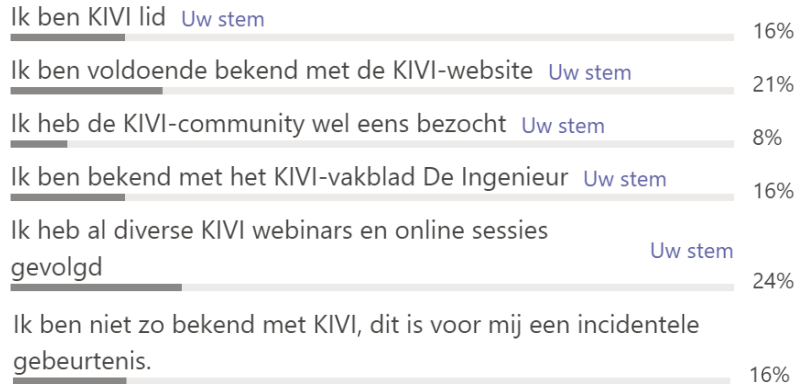 Ik ben KIVI lid Uw stem
16%
Ik ben voldoende bekend met de KIVI-website Uw stem
21%
Ik heb de KIVI-community wel eens bezocht Uw stem
8%
Ik ben bekend met het KIVI-vakblad De Ingenieur Uw stem
16%
Ik heb al diverse KIVI webinars en online sessies
gevolgd
Uw stem
24%
Ik ben niet zo bekend met KIVI, dit is voor mij een incidentele
gebeurtenis.
16%